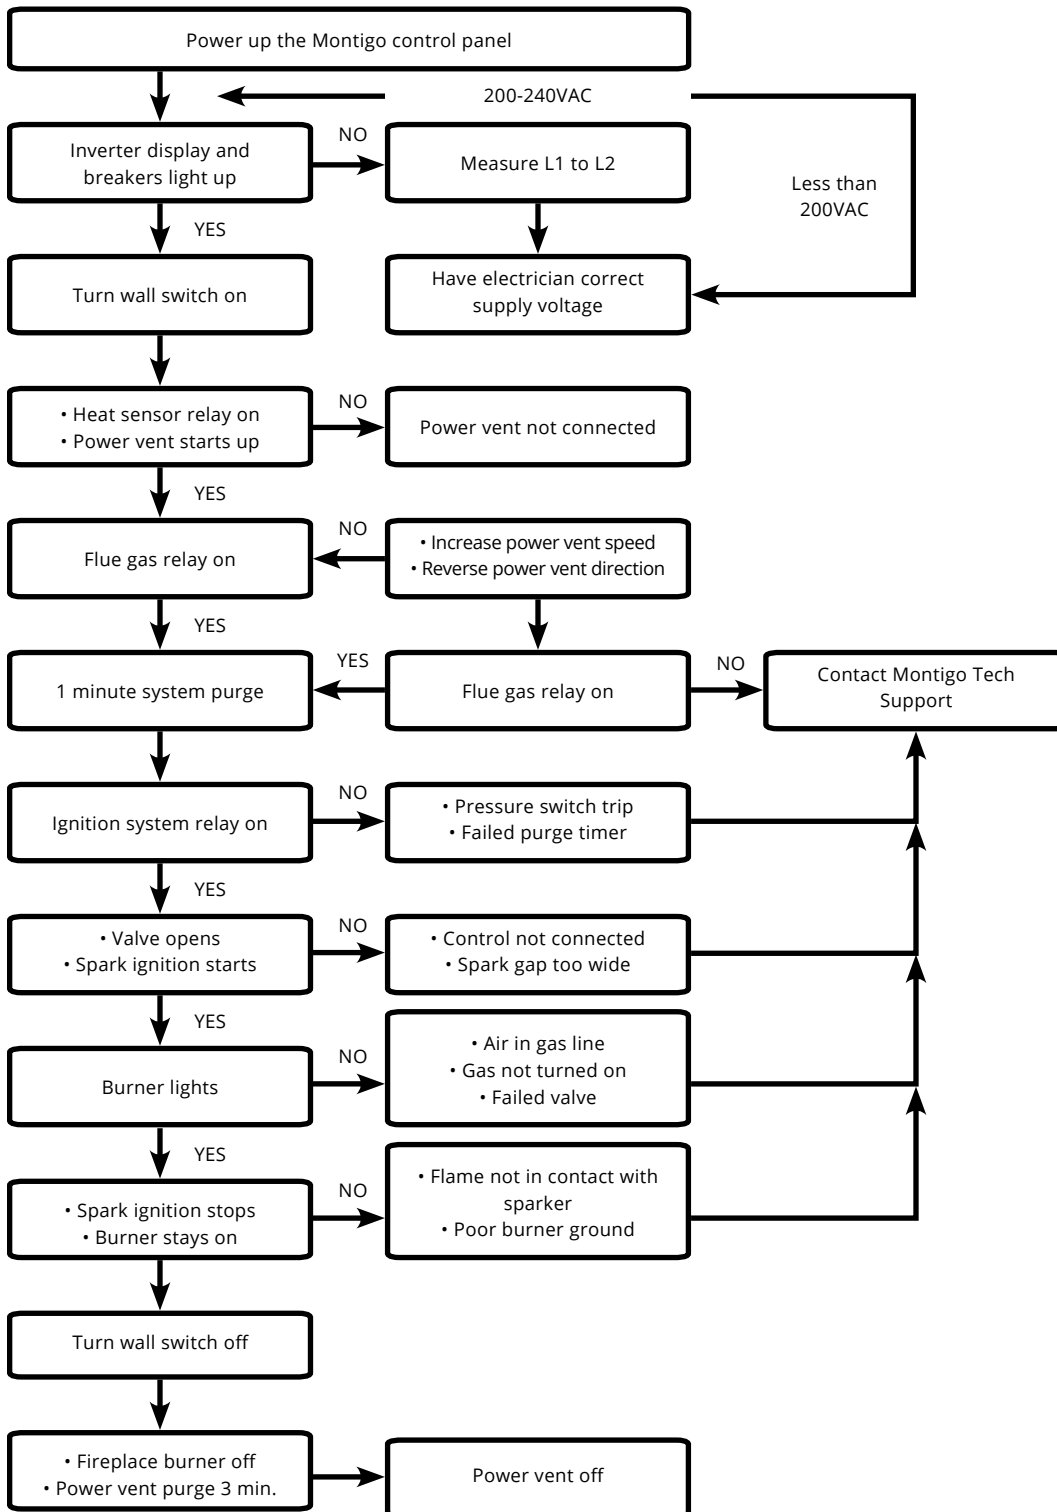 Power up the Montigo control panel
200-240VAC
Inverter display and
breakers light up
NO
Measure L1 to L2
Less than
200VAC
YES
Turn wall switch on
Have electrician correct
supply voltage
• Heat sensor relay on
• Power vent starts up
NO
Power vent not connected
YES
Flue gas relay on
NO
• Increase power vent speed
• Reverse power vent direction
YES
1 minute system purge
YES
Flue gas relay on
NO
Contact Montigo Tech
Support
Ignition system relay on
NO
• Pressure switch trip
• Failed purge timer
YES
• Valve opens
• Spark ignition starts
NO
• Control not connected
• Spark gap too wide
YES
Burner lights
NO
• Air in gas line
• Gas not turned on
• Failed valve
YES
• Spark ignition stops
• Burner stays on
NO
• Flame not in contact with
sparker
• Poor burner ground
Turn wall switch off
• Fireplace burner off
• Power vent purge 3 min.
Power vent off